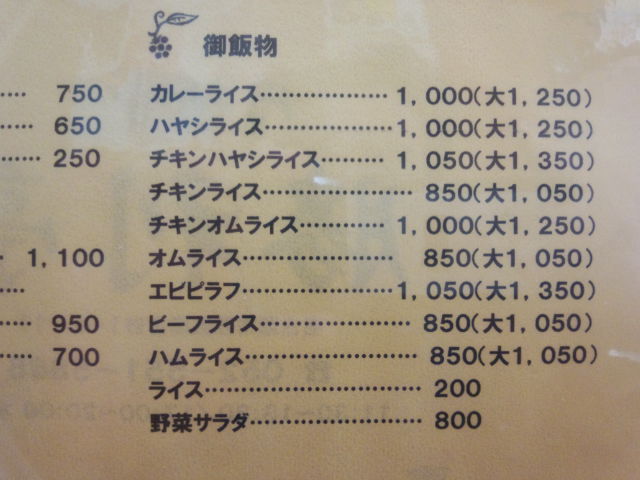 御飯物
750
650
250
1,100
950
700
カレーライス………………1,000(大1,250)
ハヤシライス………………1,000(大1,250)
チキンハヤシライス………1,050(大1,350)
チキンライス…………………850(大1,050)
チキンオムライス…………1,000(大1,250)
オムライス…………………850(大1,050)
エビピラフ…………………1,050(大1,350)
ビーフライス…………………850(大1,050)
ハムライス……………………850(大1,050)
ライス…………………………200
野菜サラダ……………………800